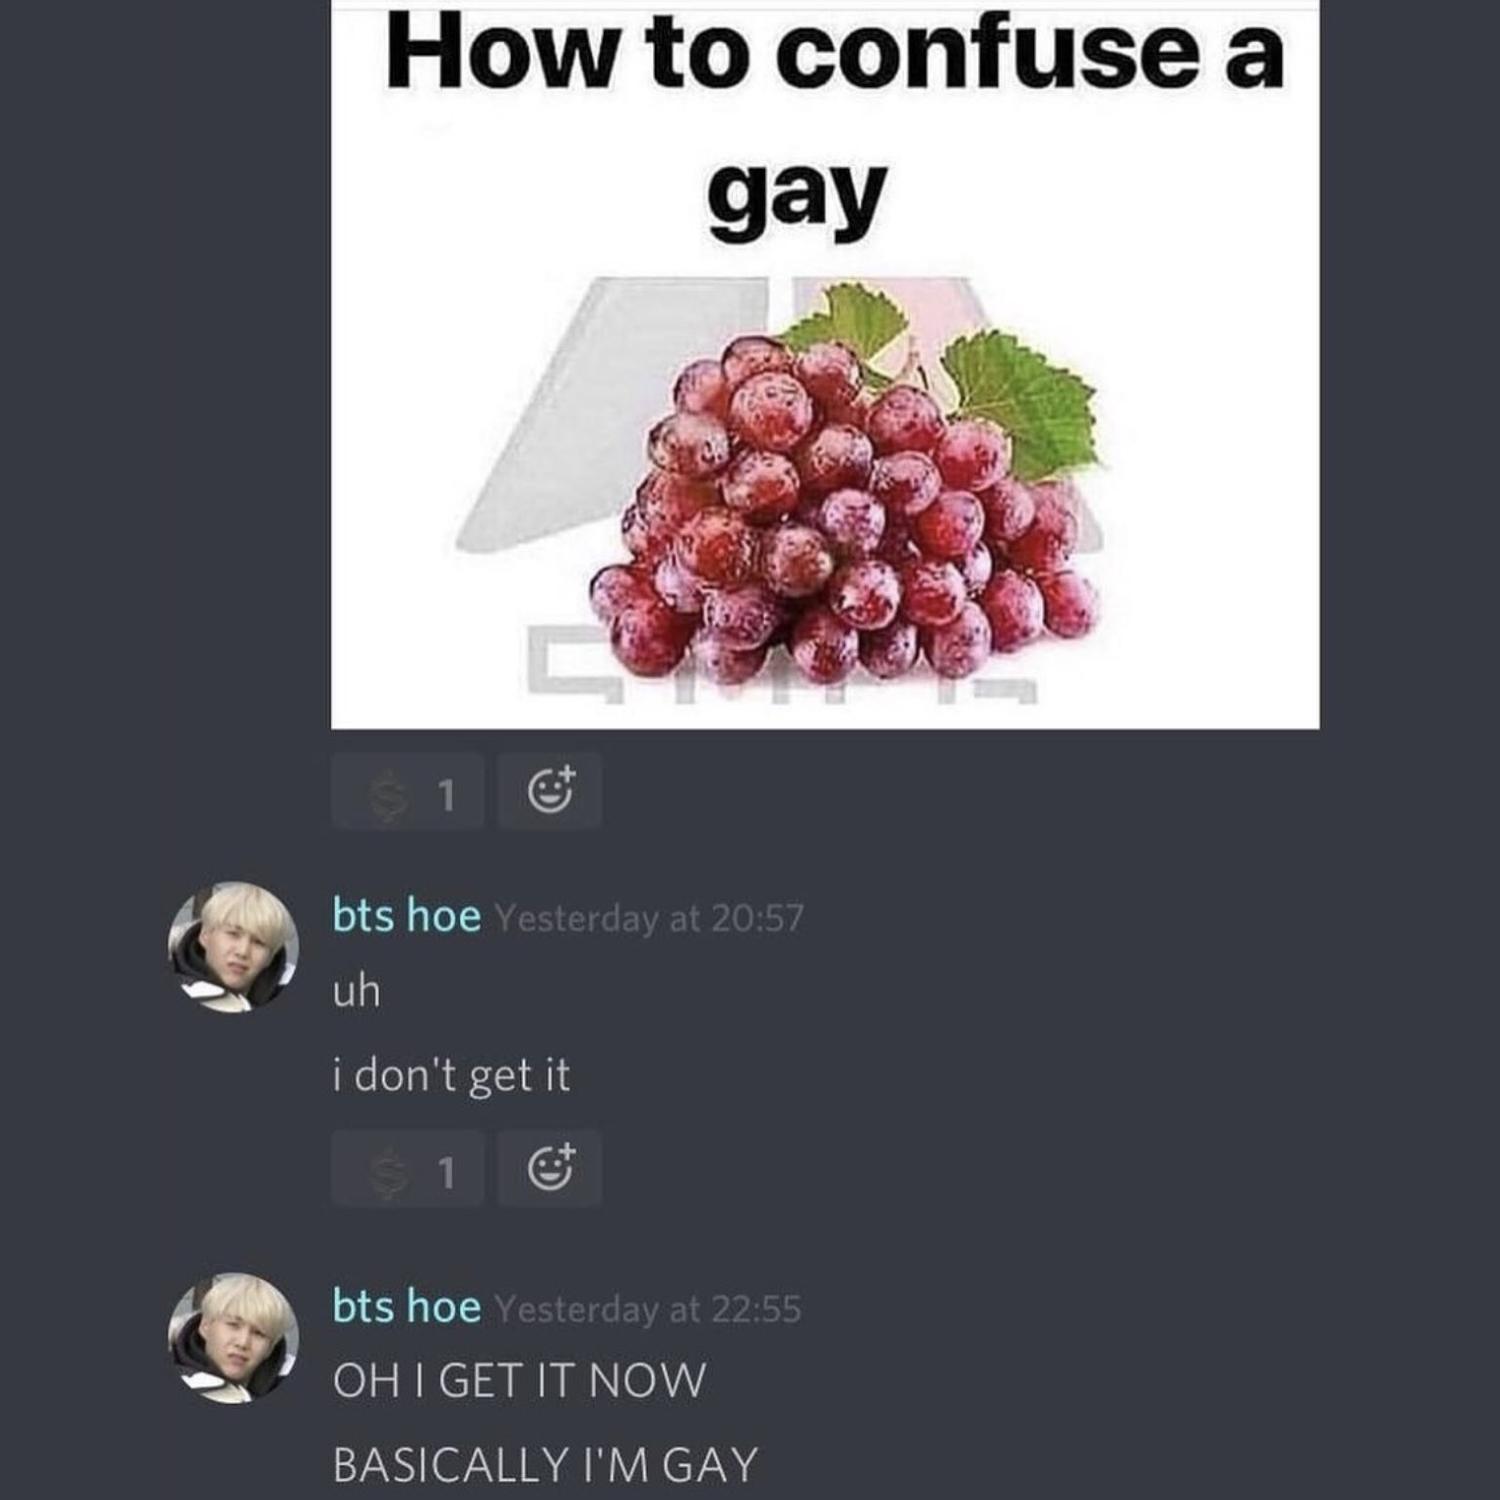 How to confuse a
gay
1
bts hoe Yesterday at 20:57
uh
i don't get it
1
bts hoe Yesterday at 22:55
OH I GET IT NOW
BASICALLY I'M GAY